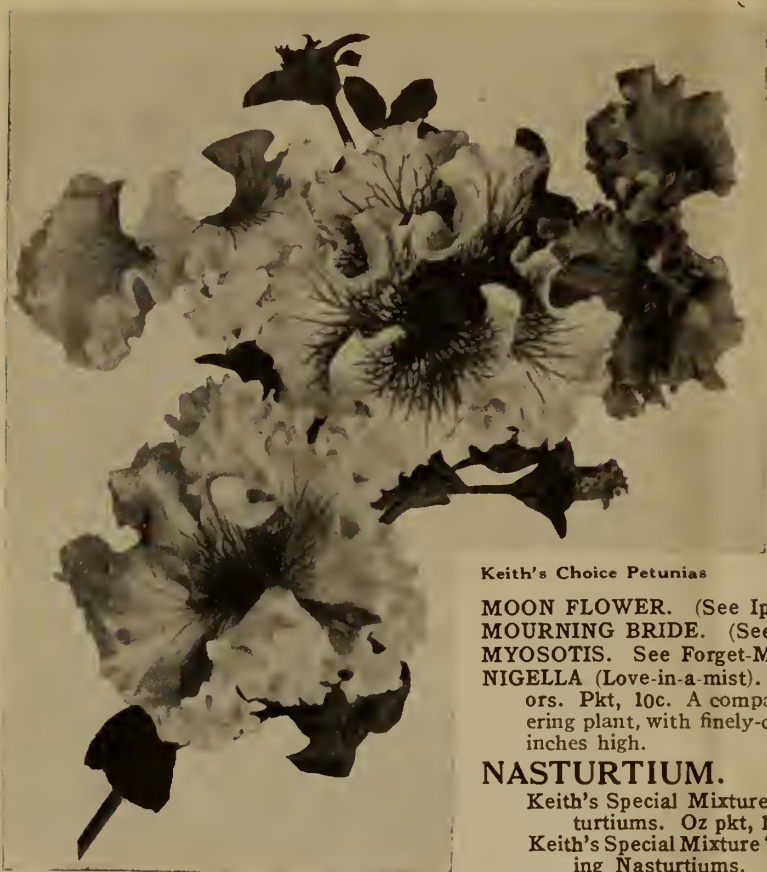 Keith's Choice Petunias
MOON FLOWER. (See Ip
MOURNING BRIDE. (See
MYOSOTIS. See Forget-M
NIGELLA (Love-in-a-mist).
ors. Pkt, 10c. A compa
ering plant, with finely-c
inches high.
NASTURTIUM.
Keith's Special Mixture
turtiums. Oz pkt, 1
Keith's Special Mixture T
ing Nasturtiums.